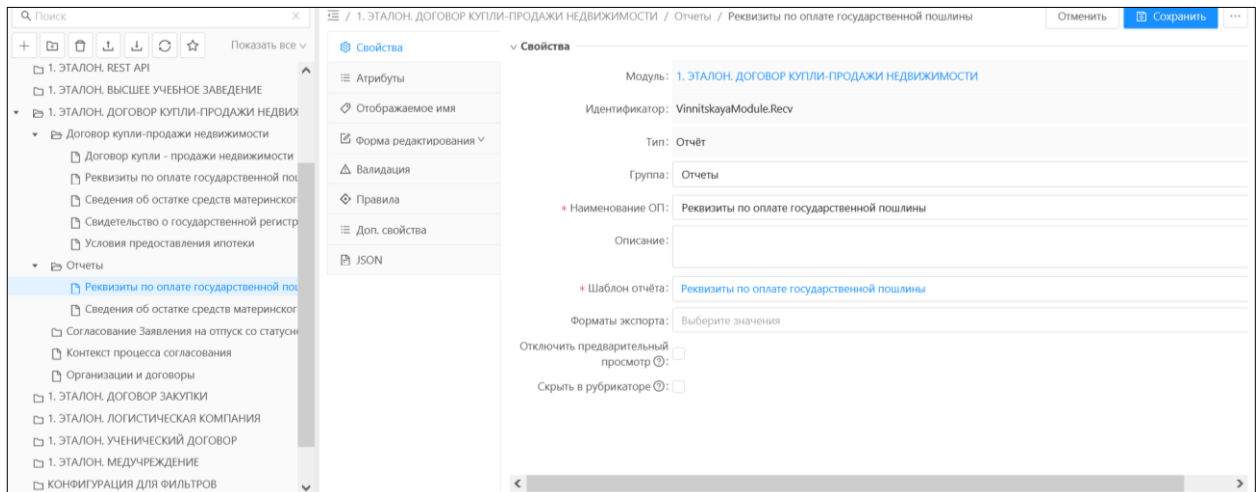 Поиск
1. ЭТАЛОН. ДОГОВОР КУПЛИ-ПРОДАЖИ НЕДВИЖИМОСТИ / Отчеты / Реквизиты по оплате государственной пошлины
Отменить
Сохранить
Показать все
1. ЭТАЛОН. REST API
1. ЭТАЛОН. ВЫСШЕЕ УЧЕБНОЕ ЗАВЕДЕНИЕ
1. ЭТАЛОН. ДОГОВОР КУПЛИ-ПРОДАЖИ НЕДВИЖ
Договор купли-продажи недвижимости
Договор купли - продажи недвижимости
Реквизиты по оплате государственной пош
Сведения об остатке средств материнског
Свидетельство о государственной регистр
Условия предоставления ипотеки
Отчеты
Реквизиты по оплате государственной пош
Сведения об остатке средств материнског
Согласование Заявления на отпуск со статусн
Контекст процесса согласования
Организации и договоры
1. ЭТАЛОН. ДОГОВОР ЗАКУПКИ
1. ЭТАЛОН. ЛОГИСТИЧЕСКАЯ КОМПАНИЯ
1. ЭТАЛОН. УЧЕНИЧЕСКИЙ ДОГОВОР
1. ЭТАЛОН. МЕДУЧРЕЖДЕНИЕ
КОНФИГУРАЦИЯ ДЛЯ ФИЛЬТРОВ
Свойства
Атрибуты
Отображаемое имя
Форма редактирования
Валидация
Правила
Доп. свойства
JSON
Свойства
Модуль: 1. ЭТАЛОН. ДОГОВОР КУПЛИ-ПРОДАЖИ НЕДВИЖИМОСТИ
Идентификатор: VinnitskayaModule.Recv
Тип: Отчёт
Группа: Отчеты
* Наименование ОП: Реквизиты по оплате государственной пошлины
Описание:
* Шаблон отчёта: Реквизиты по оплате государственной пошлины
Форматы экспорта: Выберите значения
Отключить предварительный
просмотр ?:
Скрыть в рубрикаторе ?: